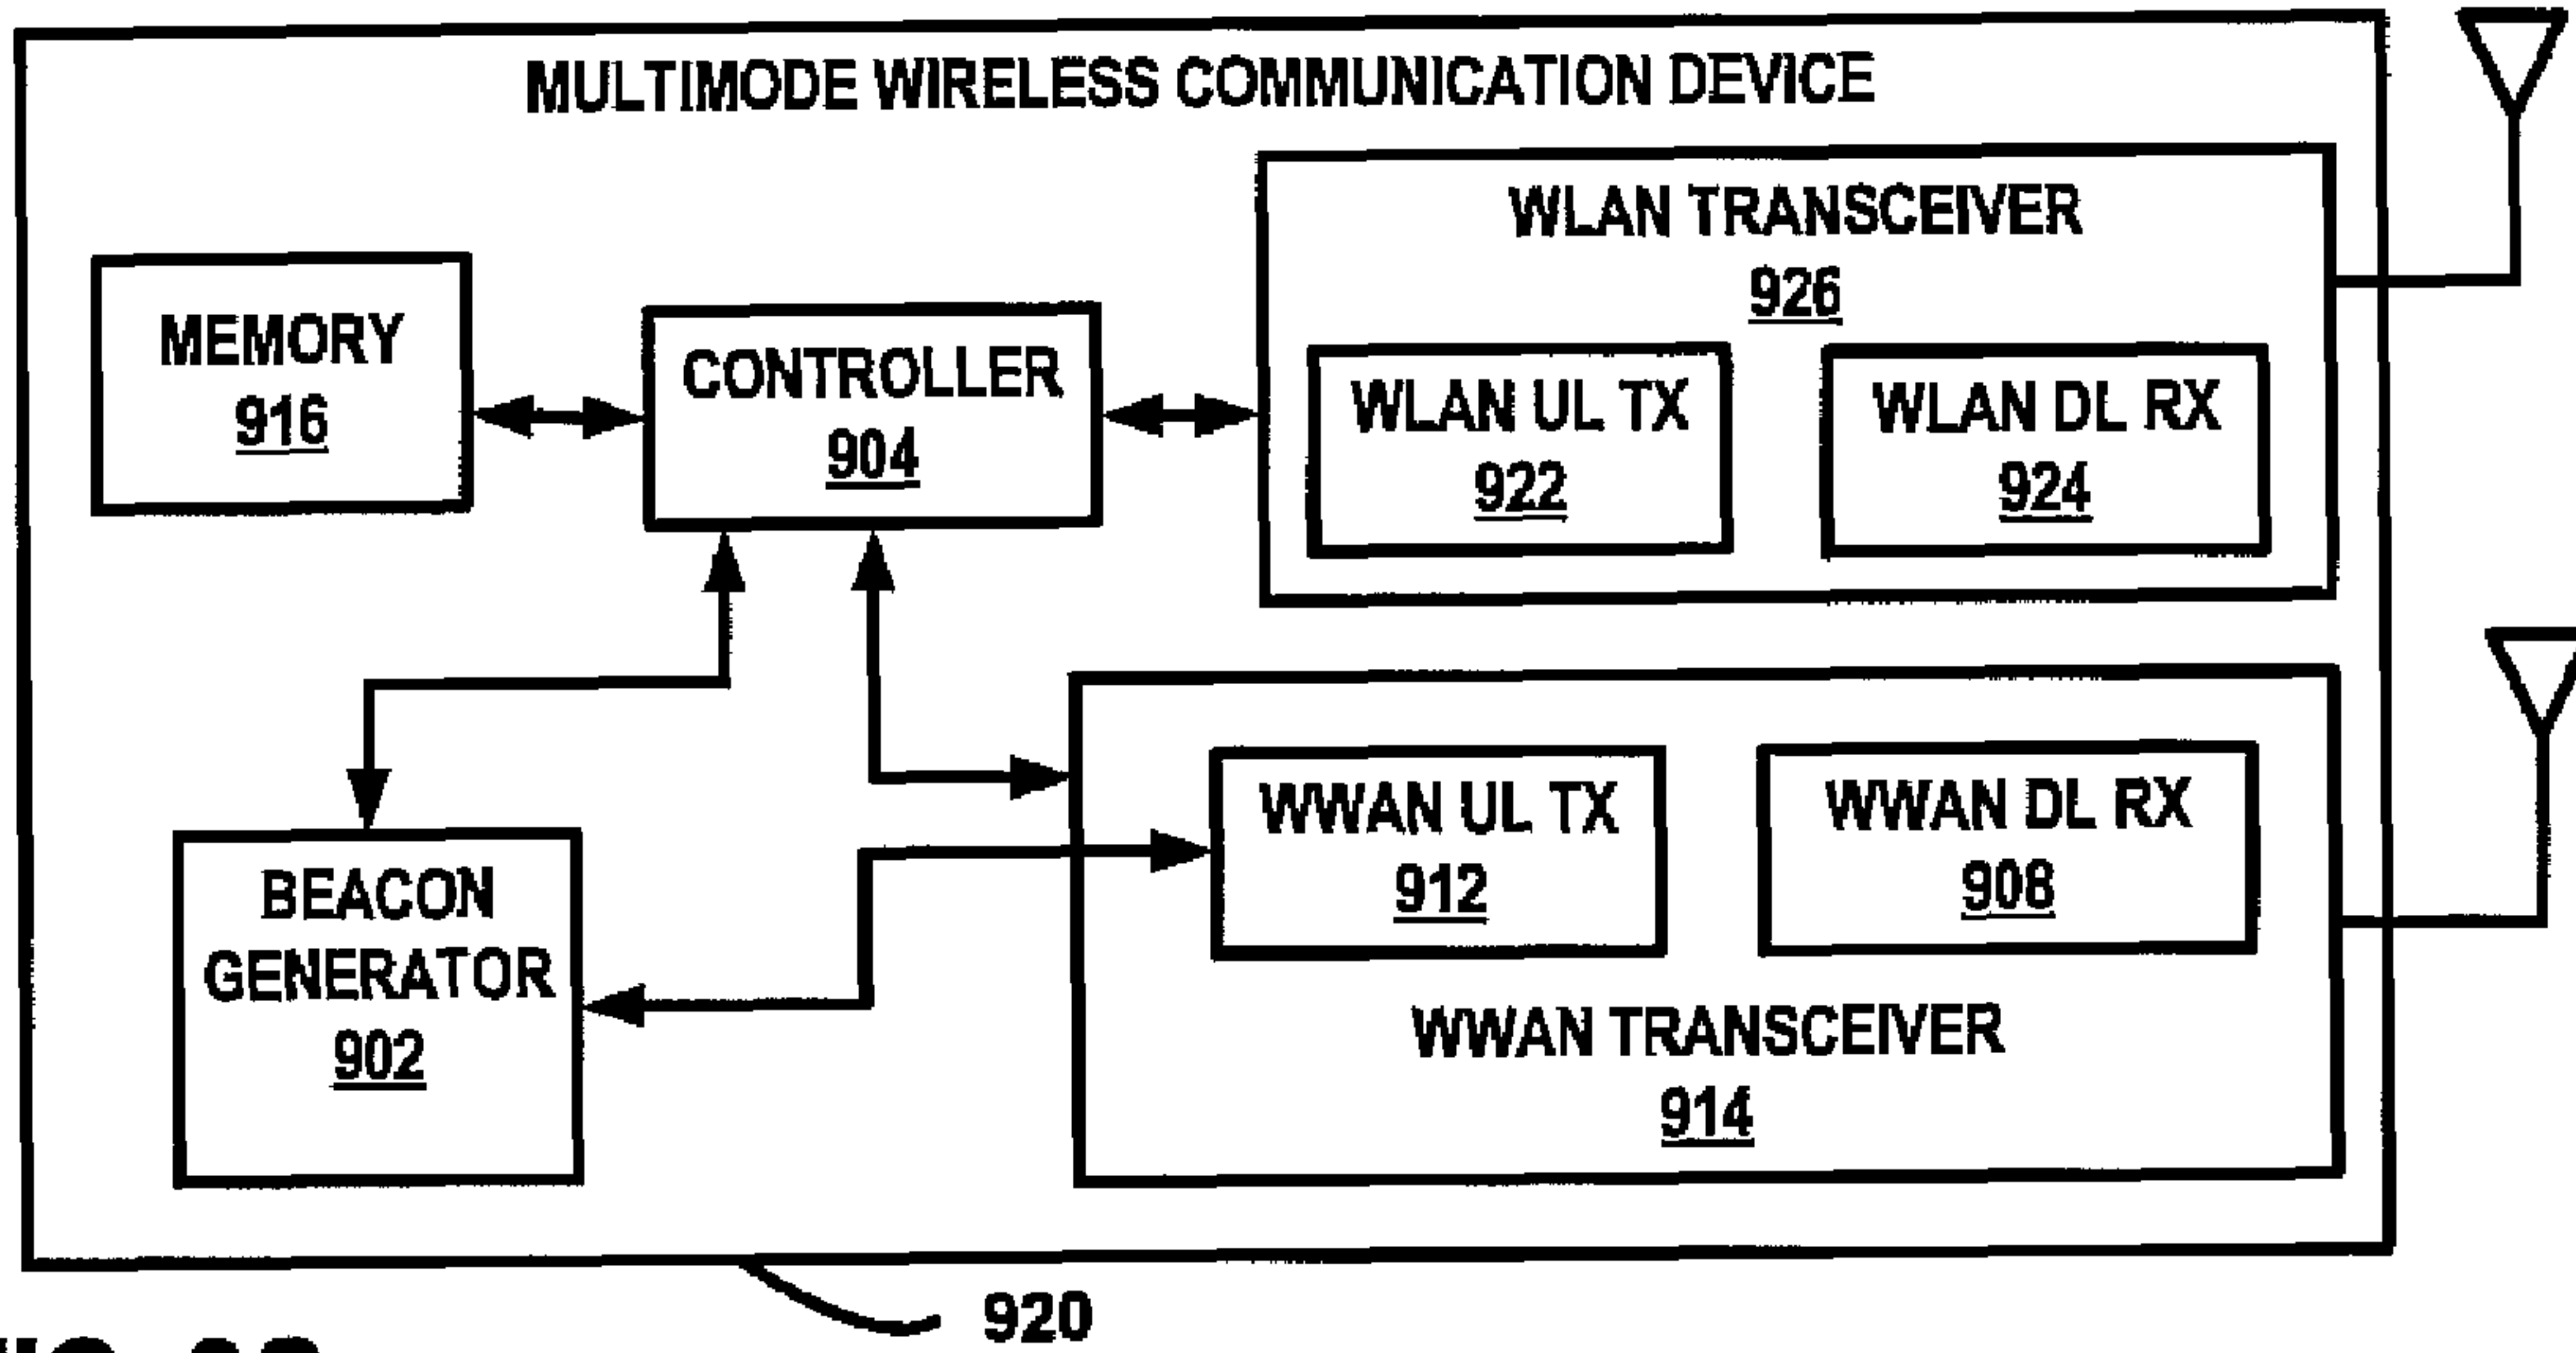 MULTIMODE WIRELESS COMMUNICATION DEVICE
WLAN TRANSCEIVER
926
MEMORY
916
CONTROLLER
904
WLAN UL TX
922
WLAN DL RX
924
WWAN UL TX
912
WWAN DL RX
908
BEACON
GENERATOR
902
WWAN TRANSCEIVER
914
920